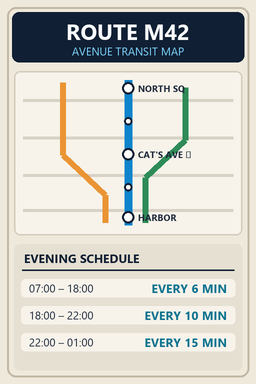 ROUTE M42
AVENUE TRANSIT MAP
NORTH SQ
CAT'S AVE
HARBOR
EVENING SCHEDULE
07:00 – 18:00 EVERY 6 MIN
18:00 – 22:00 EVERY 10 MIN
22:00 – 01:00 EVERY 15 MIN